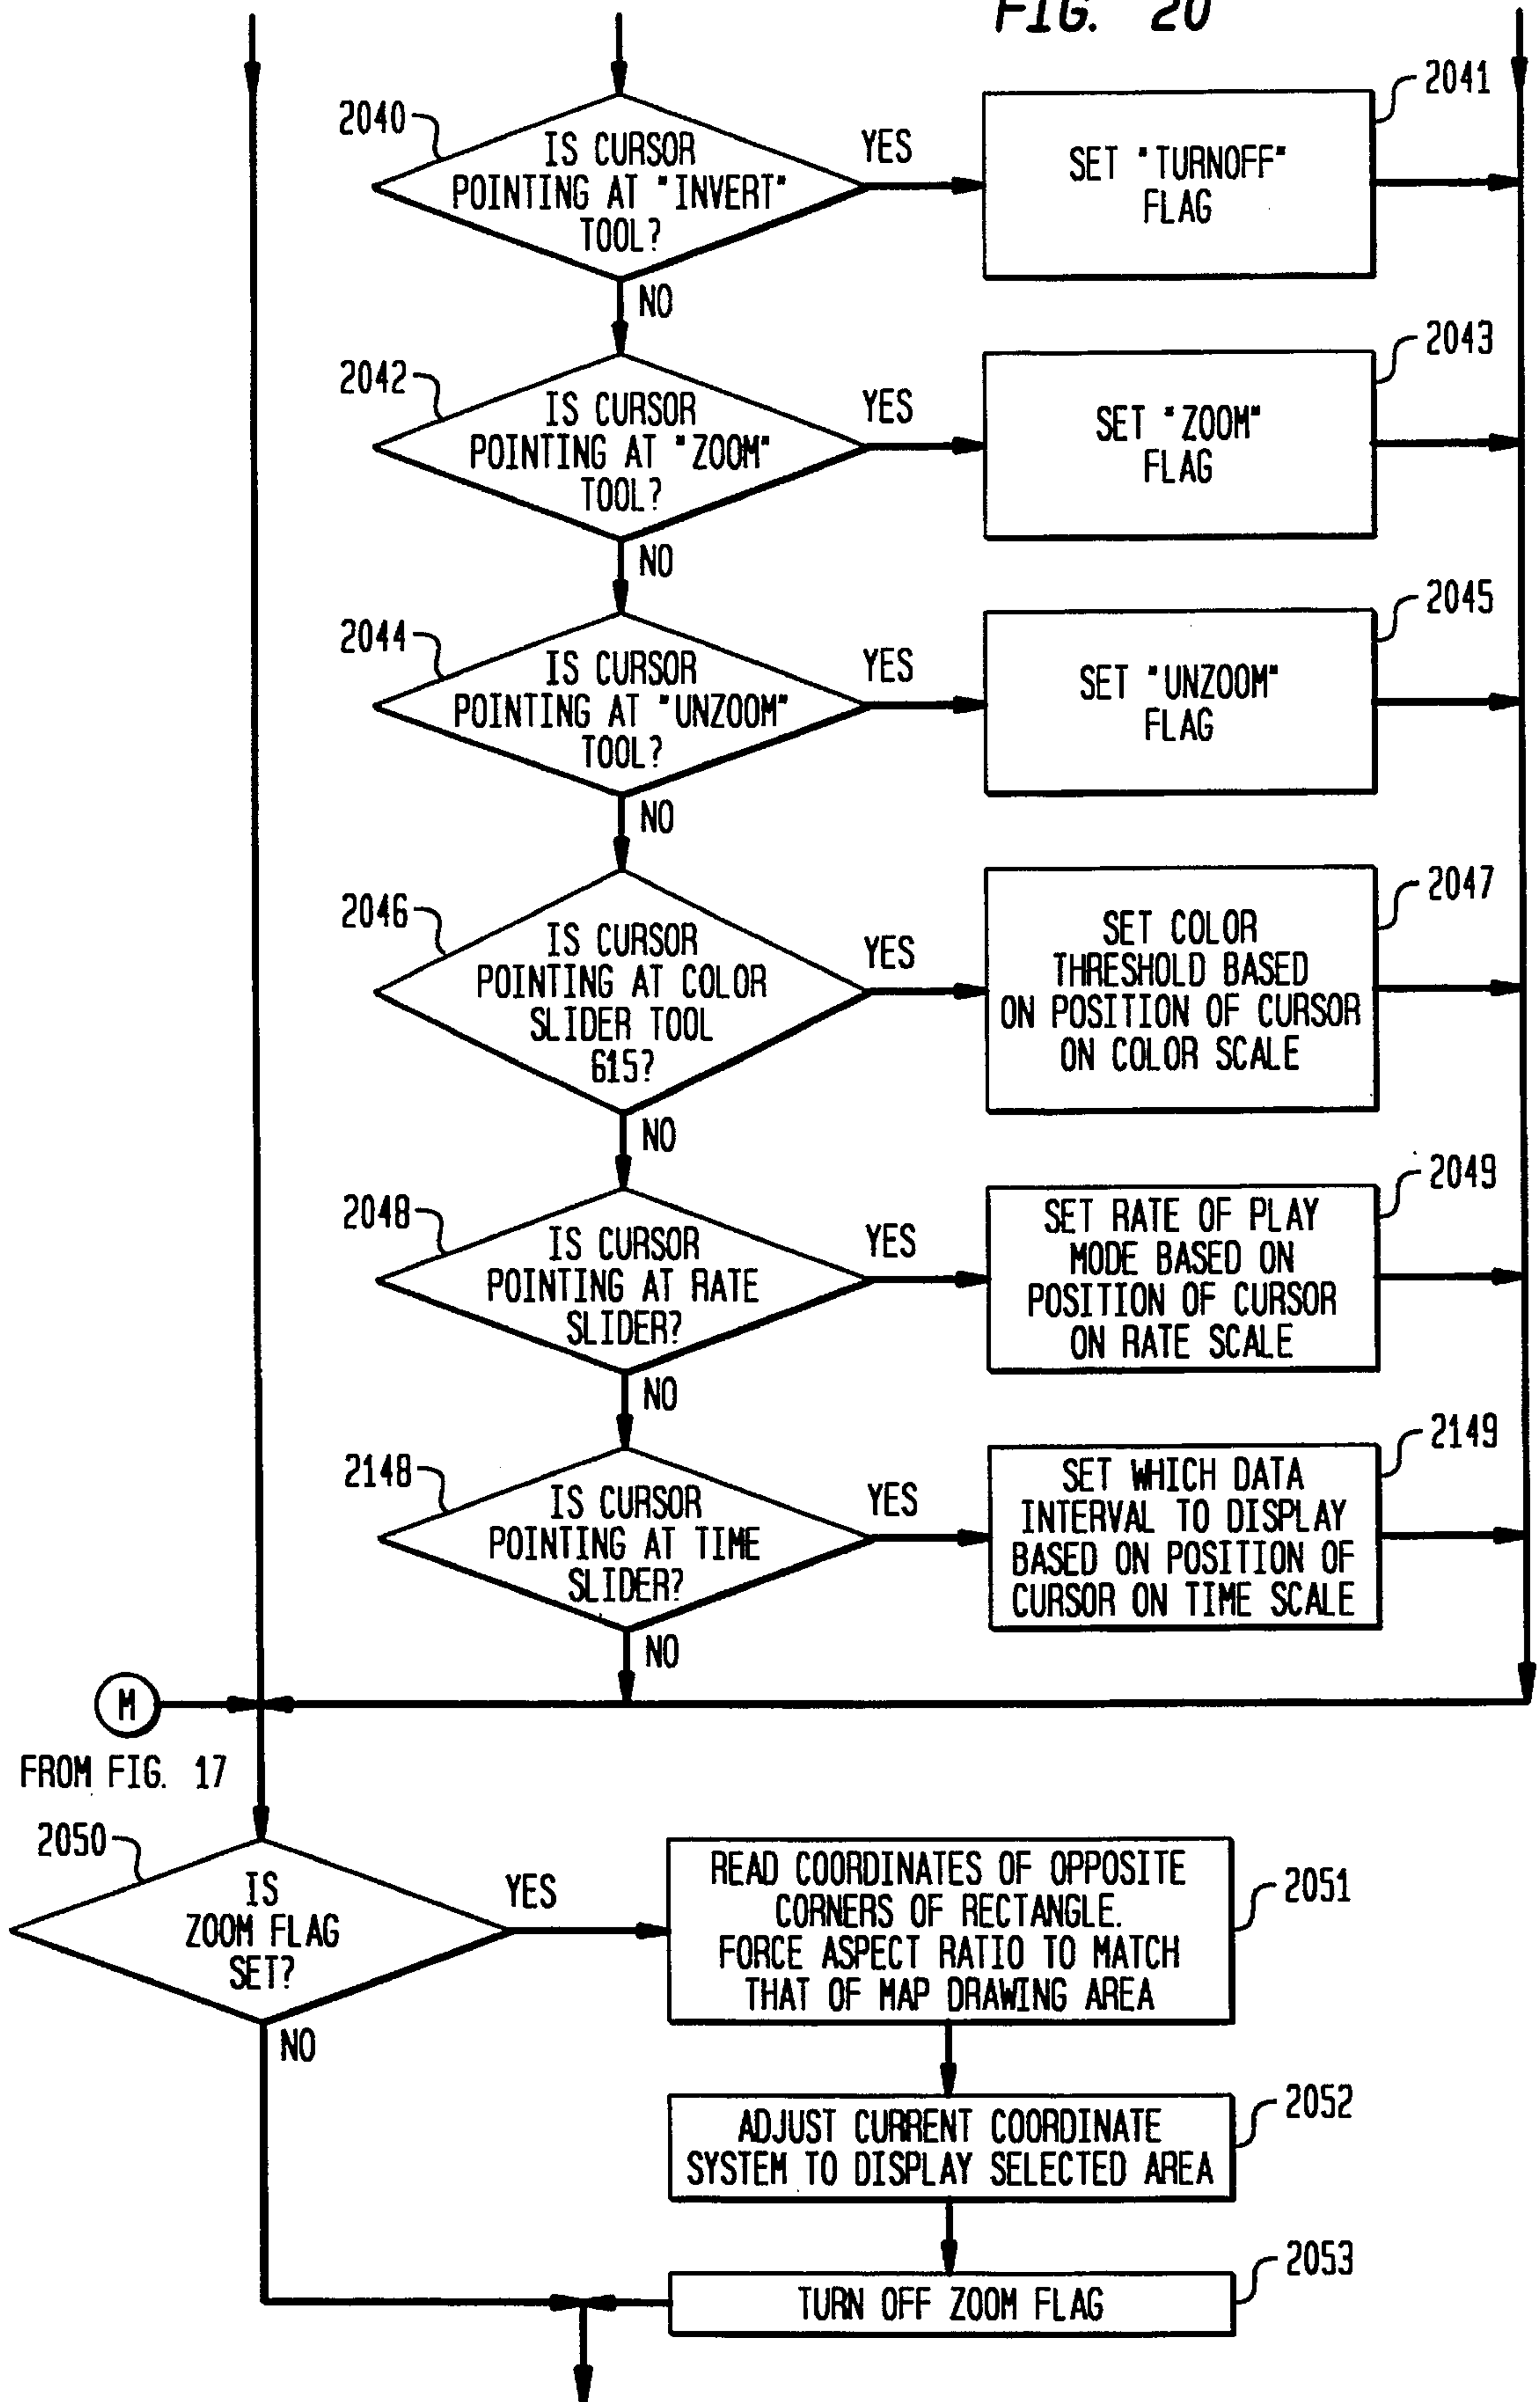 FIG. 20
2040
IS CURSOR
POINTING AT "INVERT"
TOOL?
YES
SET "TURNOFF"
FLAG
2041
NO
2042
IS CURSOR
POINTING AT "ZOOM"
TOOL?
YES
SET "ZOOM"
FLAG
2043
NO
2044
IS CURSOR
POINTING AT "UNZOOM"
TOOL?
YES
SET "UNZOOM"
FLAG
2045
NO
2046
IS CURSOR
POINTING AT COLOR
SLIDER TOOL
615?
YES
SET COLOR
THRESHOLD BASED
ON POSITION OF CURSOR
ON COLOR SCALE
2047
NO
2048
IS CURSOR
POINTING AT RATE
SLIDER?
YES
SET RATE OF PLAY
MODE BASED ON
POSITION OF CURSOR
ON RATE SCALE
2049
NO
2148
IS CURSOR
POINTING AT TIME
SLIDER?
YES
SET WHICH DATA
INTERVAL TO DISPLAY
BASED ON POSITION OF
CURSOR ON TIME SCALE
2149
NO
M
FROM FIG. 17
2050
IS
ZOOM FLAG
SET?
YES
READ COORDINATES OF OPPOSITE
CORNERS OF RECTANGLE.
FORCE ASPECT RATIO TO MATCH
THAT OF MAP DRAWING AREA
2051
NO
ADJUST CURRENT COORDINATE
SYSTEM TO DISPLAY SELECTED AREA
2052
TURN OFF ZOOM FLAG
2053